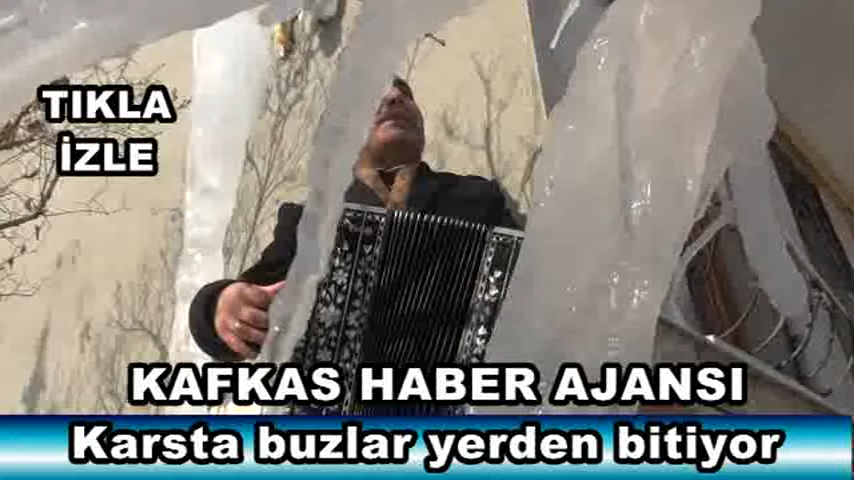 TIKLA
İZLE
KAFKAS HABER AJANSI
Karsta buzlar yerden bitiyor